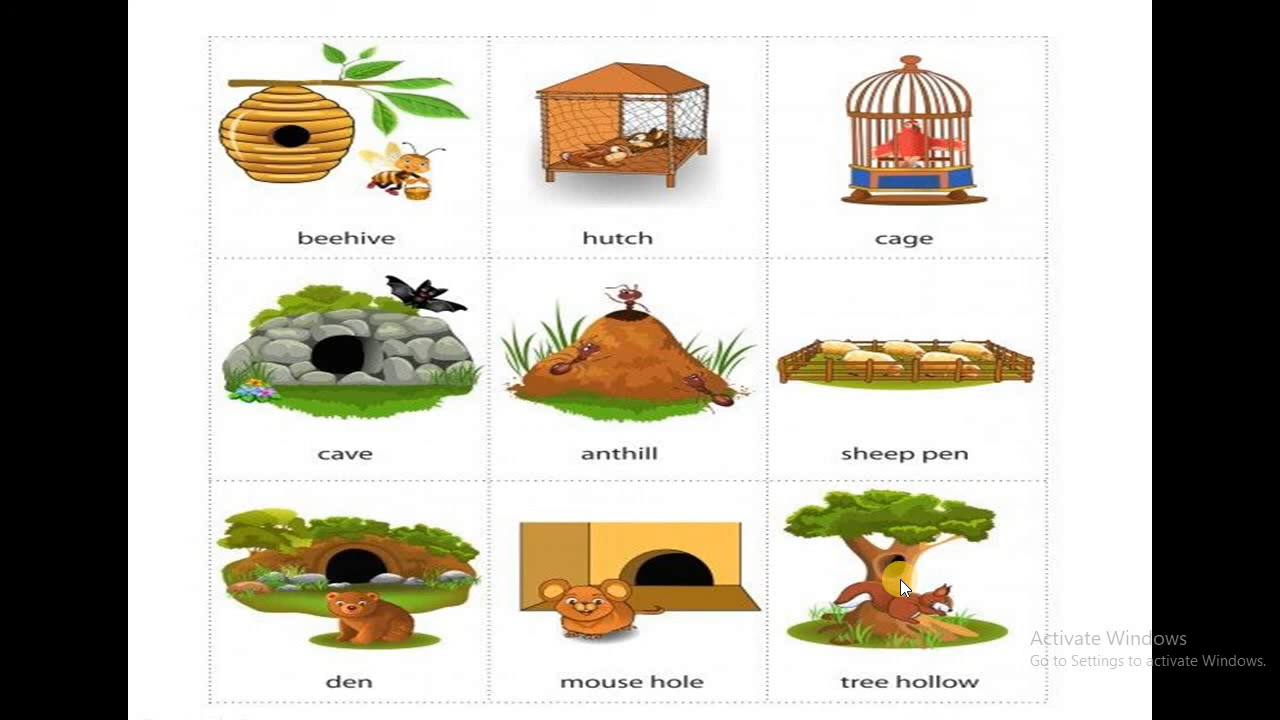 beehive
hutch
cage
cave
anthill
sheep pen
den
mouse hole
tree hollow
Activate Windows
Go to Settings to activate Windows.